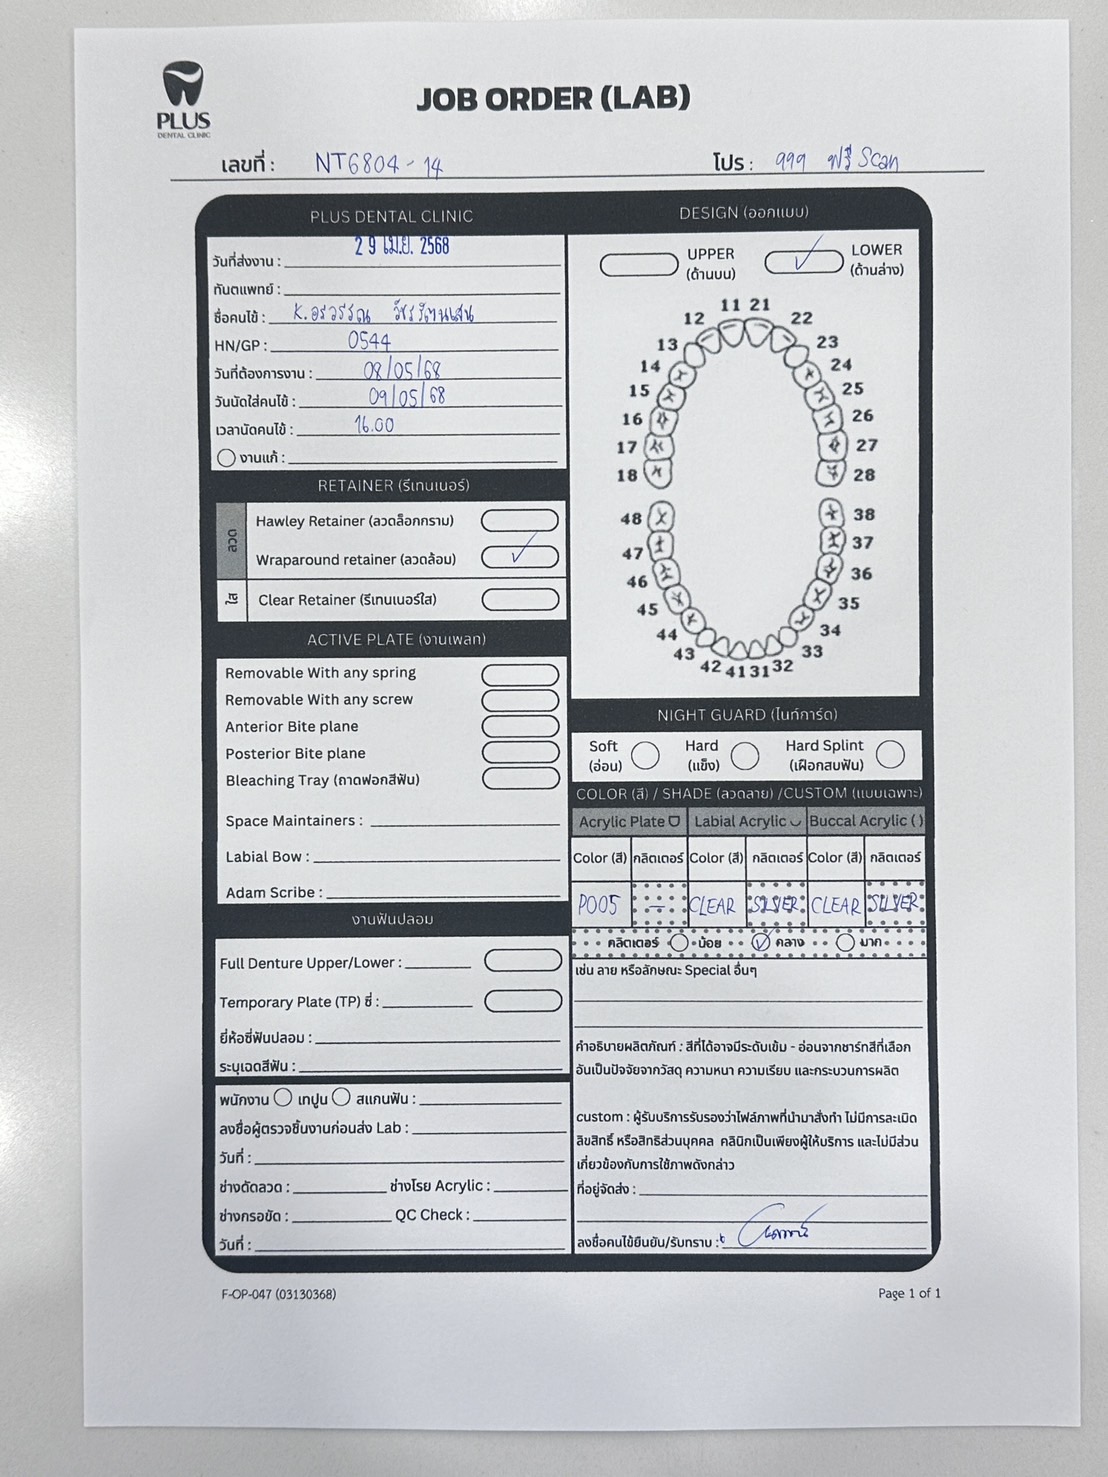 PLUS
DENTAL CLINIC
JOB ORDER (LAB)
เลขที่ : NT6804-14
โปร : 999 ฟรี Scan
PLUS DENTAL CLINIC
วันที่ส่งงาน : 29 เม.ย. 2568
ทันตแพทย์ :
ชื่อคนไข้ : K.อรวรรณ
HN/GP : 0544
วันที่ต้องการงาน : 08/05/68
วันนัดใส่คนไข้ : 09/05/68
เวลานัดคนไข้ : 16.00
งานแก้ :
RETAINER (รีเทนเนอร์)
ลวด
Hawley Retainer (ลวดล็อกกราม)
Wraparound retainer (ลวดล้อม) ✓
ใส
Clear Retainer (รีเทนเนอร์ใส)
ACTIVE PLATE (งานเพลท)
Removable With any spring
Removable With any screw
Anterior Bite plane
Posterior Bite plane
Bleaching Tray (ถาดฟอกสีฟัน)
Space Maintainers :
Labial Bow :
Adam Scribe :
งานฟันปลอม
Full Denture Upper/Lower :
Temporary Plate (TP) ซี่ :
ยี่ห้อซี่ฟันปลอม :
ระบุเฉดสีฟัน :
พนักงาน เทปูน สแกนฟัน :
ลงชื่อผู้ตรวจชิ้นงานก่อนส่ง Lab :
วันที่ :
ช่างดัดลวด : ช่างโรย Acrylic :
ช่างกรอขัด : QC Check :
วันที่ :
DESIGN (ออกแบบ)
UPPER (ด้านบน)
✓ LOWER (ด้านล่าง)
11 21
12 22
13 23
14 24
15 25
16 26
17 27
18 28
48 38
47 37
46 36
45 35
44 34
43 33
42 41 31 32
NIGHT GUARD (ไนท์การ์ด)
Soft (อ่อน) Hard (แข็ง) Hard Splint (เฝือกสบฟัน)
COLOR (สี) / SHADE (ลวดลาย) /CUSTOM (แบบเฉพาะ)
Acrylic Plate Labial Acrylic Buccal Acrylic ( )
Color (สี) กลิตเตอร์ Color (สี) กลิตเตอร์ Color (สี) กลิตเตอร์
P005 — CLEAR SILVER CLEAR SILVER
กลิตเตอร์ น้อย ✓ กลาง มาก
เช่น ลาย หรือลักษณะ Special อื่นๆ
คำอธิบายผลิตภัณฑ์ : สีที่ได้อาจมีระดับเข้ม - อ่อนจากชาร์ทสีที่เลือก
อันเป็นปัจจัยจากวัสดุ ความหนา ความเรียบ และกระบวนการผลิต
custom : ผู้รับบริการรับรองว่าไฟล์ภาพที่นำมาสั่งทำ ไม่มีการละเมิด
ลิขสิทธิ์ หรือสิทธิส่วนบุคคล คลินิกเป็นเพียงผู้ให้บริการ และไม่มีส่วน
เกี่ยวข้องกับการใช้ภาพดังกล่าว
ที่อยู่จัดส่ง :
ลงชื่อคนไข้ยืนยัน/รับทราบ :
F-OP-047 (03130368)
Page 1 of 1